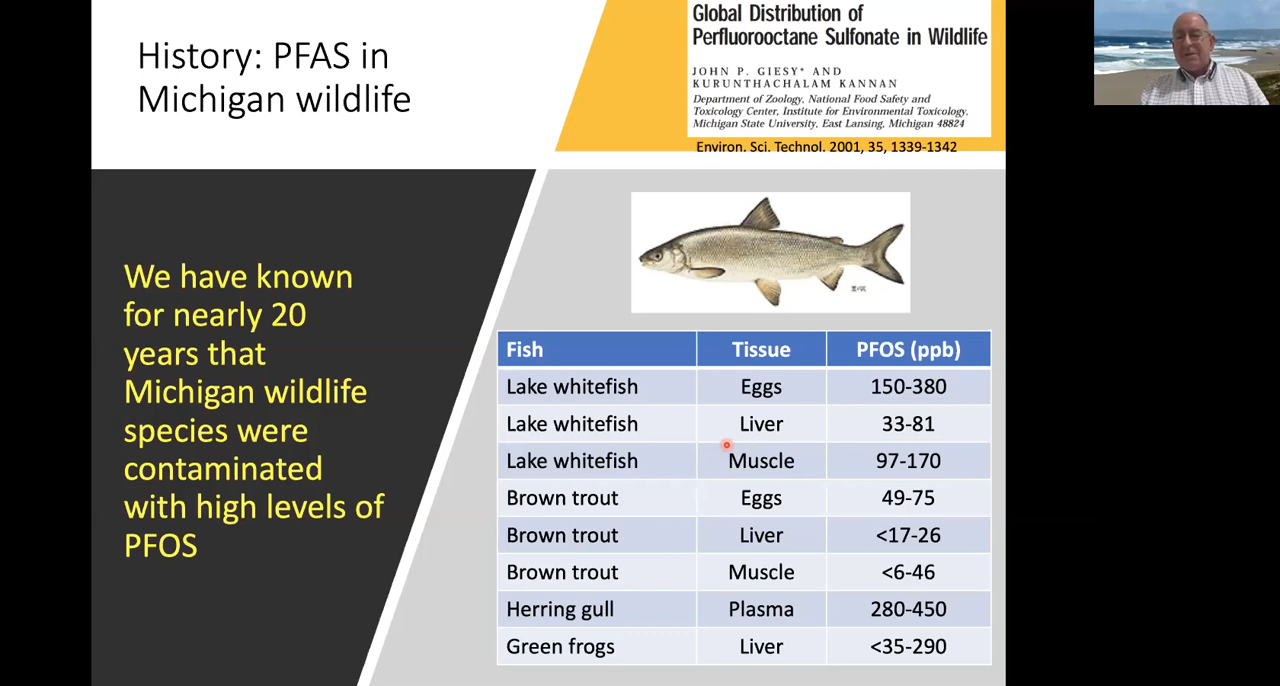 History: PFAS in
Michigan wildlife
Global Distribution of
Perfluorooctane Sulfonate in Wildlife
JOHN P. GIESY* AND
KURUNTHACHALAM KANNAN
Department of Zoology, National Food Safety and
Toxicology Center, Institute for Environmental Toxicology,
Michigan State University, East Lansing, Michigan 48824
Environ. Sci. Technol. 2001, 35, 1339-1342
We have known
for nearly 20
years that
Michigan wildlife
species were
contaminated
with high levels of
PFOS
Fish Tissue PFOS (ppb)
Lake whitefish Eggs 150-380
Lake whitefish Liver 33-81
Lake whitefish Muscle 97-170
Brown trout Eggs 49-75
Brown trout Liver <17-26
Brown trout Muscle <6-46
Herring gull Plasma 280-450
Green frogs Liver <35-290